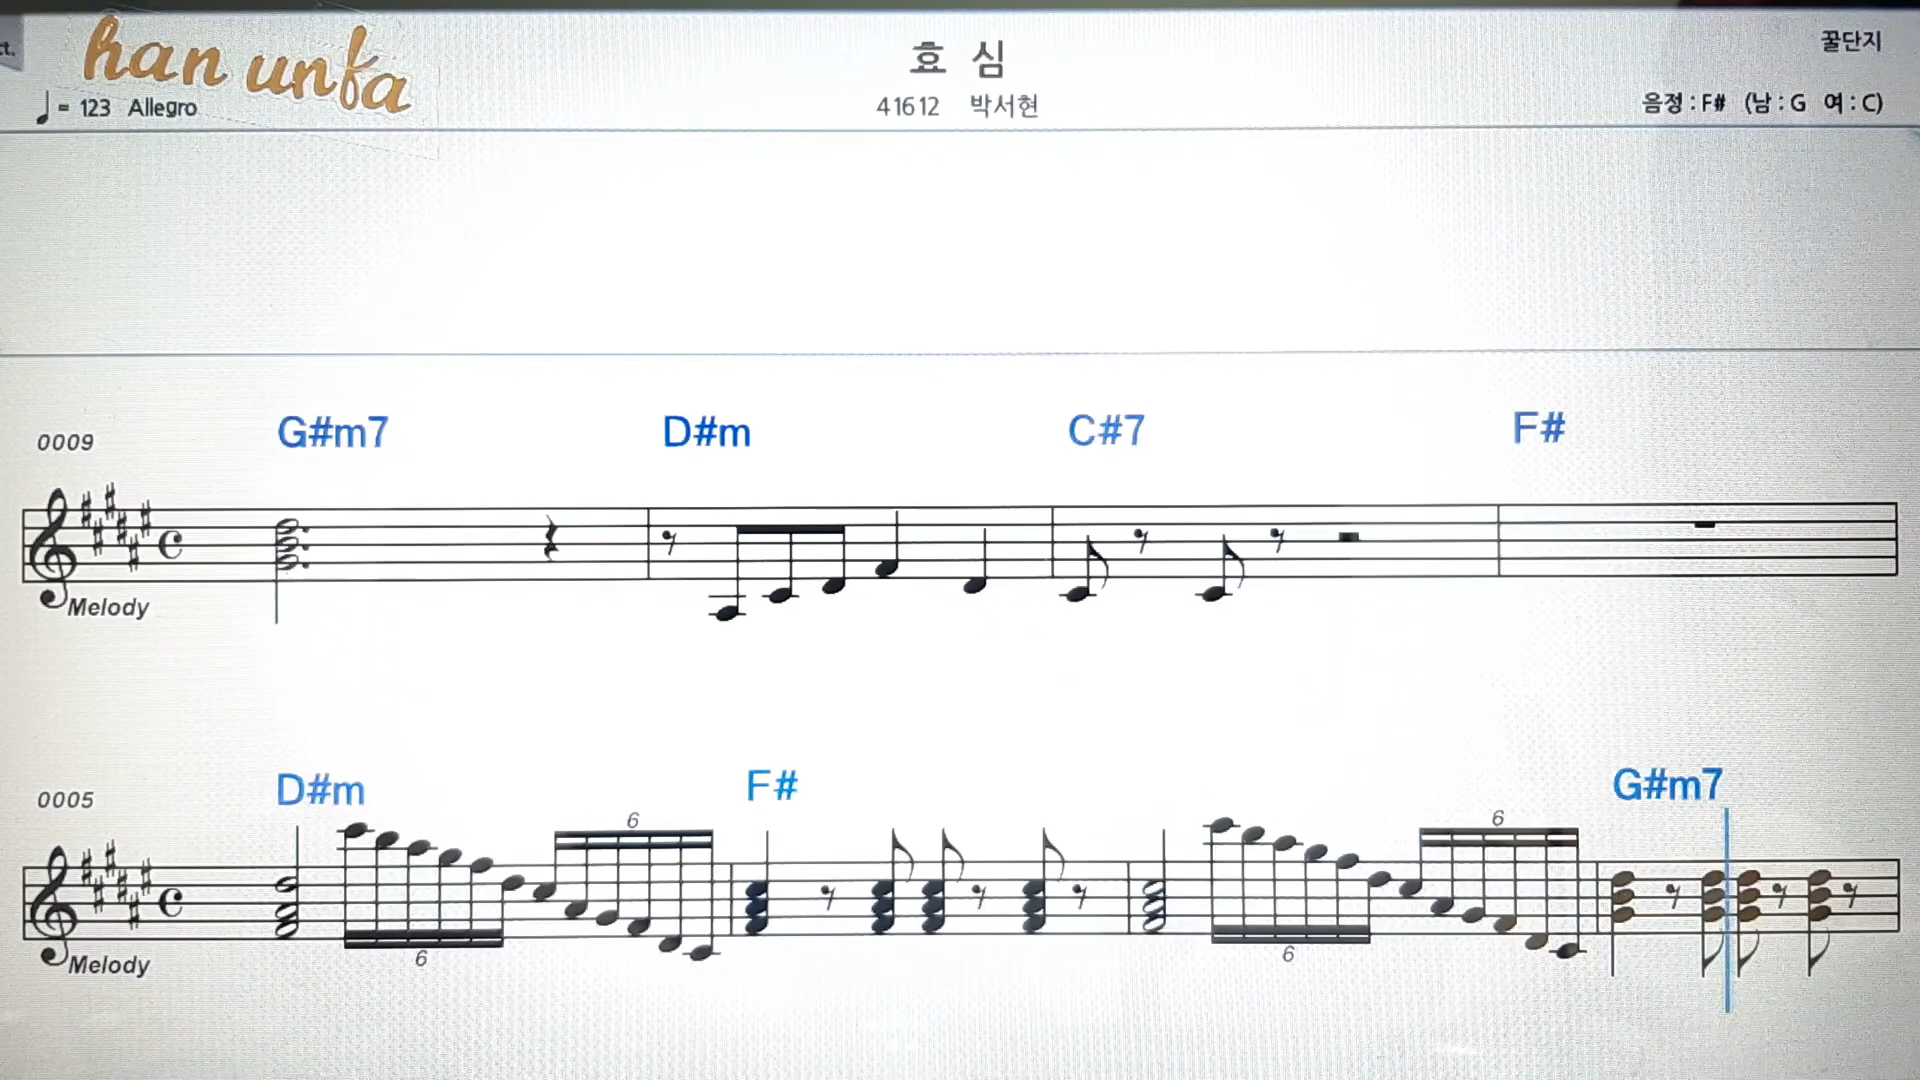 ct.
han unfa
효 심
꿀단지
♩ = 123 Allegro
41612 박서현
음정 : F# (남 : G 여 : C)
0009 G#m7 D#m C#7 F#
Melody
0005 D#m F# G#m7
6 6
Melody
6 6